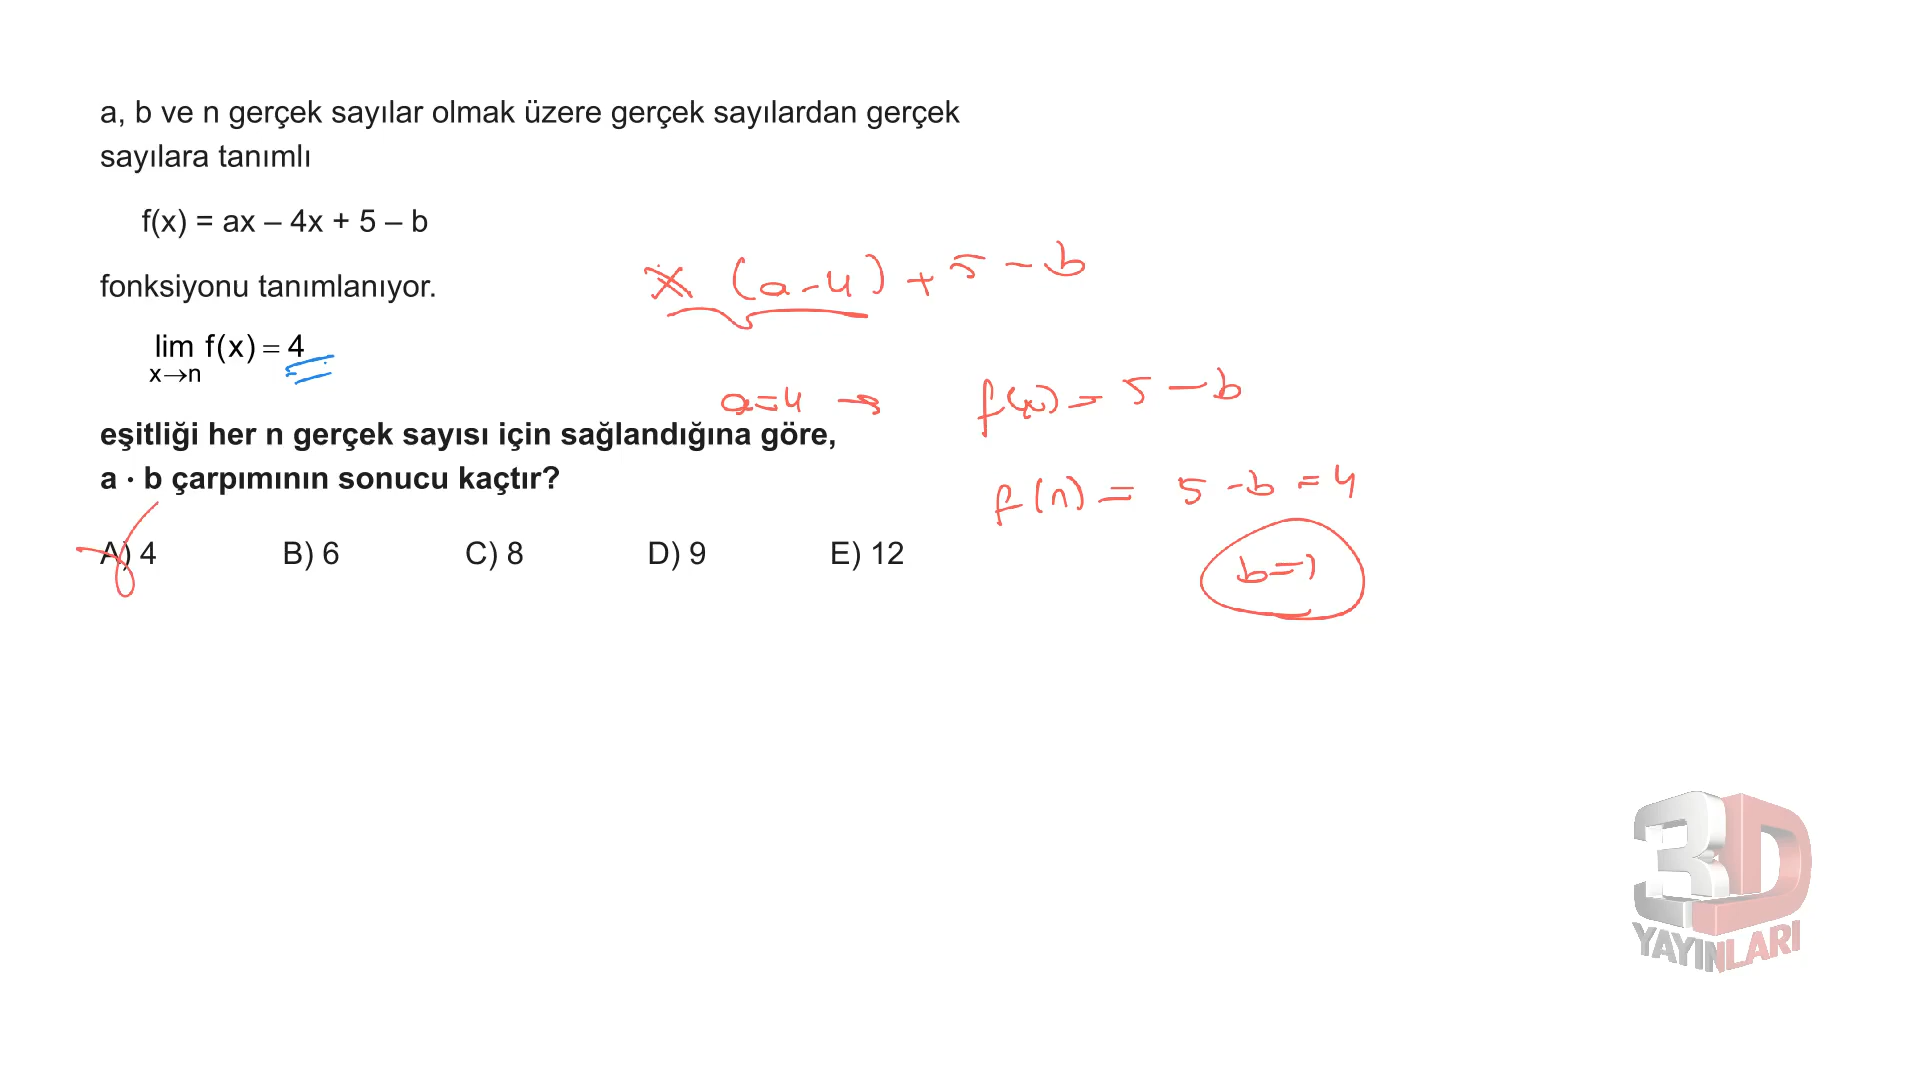 a, b ve n gerçek sayılar olmak üzere gerçek
sayılardan gerçek
sayılara tanımlı
f(x) = ax – 4x + 5 – b
fonksiyonu tanımlanıyor.
x (a-4) + 5 - b
lim f(x) = 4
x→n
a=4 → f(x) = 5 - b
eşitliği her n gerçek sayısı için sağlandığına göre,
a · b çarpımının sonucu kaçtır?
f(n) = 5 - b = 4
A) 4 B) 6 C) 8 D) 9 E) 12
b=1
3D
YAYINLARI